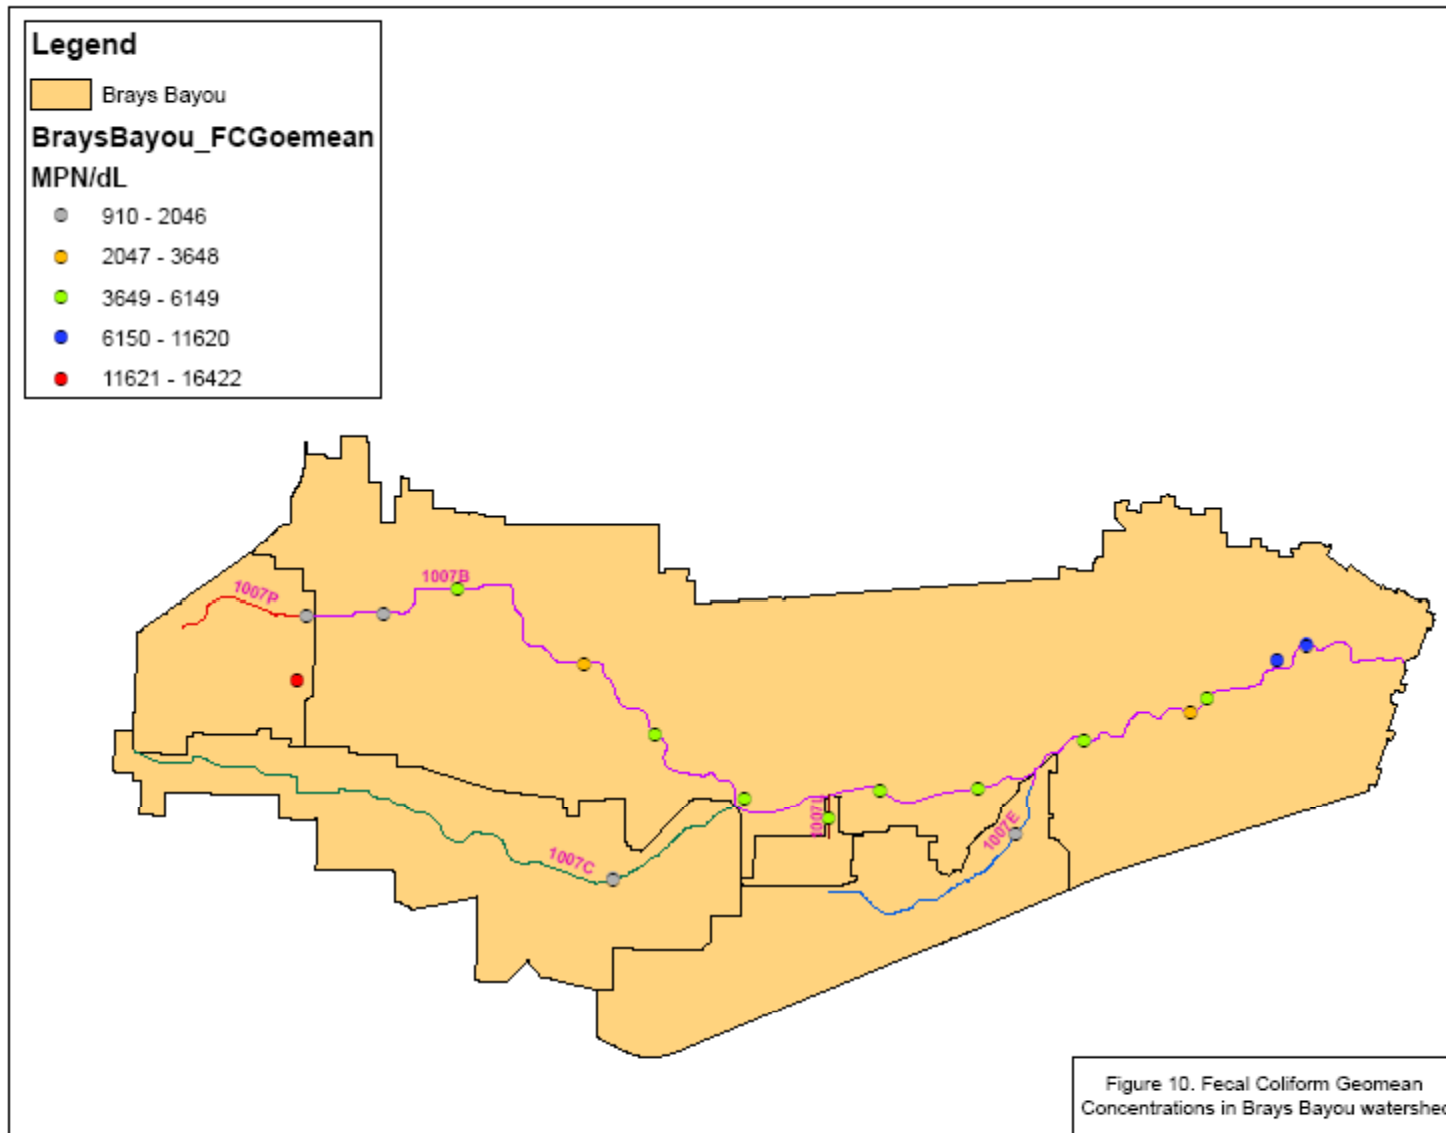 Legend
Brays Bayou
BraysBayou_FCGoemean
MPN/dL
910 - 2046
2047 - 3648
3649 - 6149
6150 - 11620
11621 - 16422
1007P
1007B
1007C
1007L
1007E
Figure 10. Fecal Coliform Geomean
Concentrations in Brays Bayou watershed